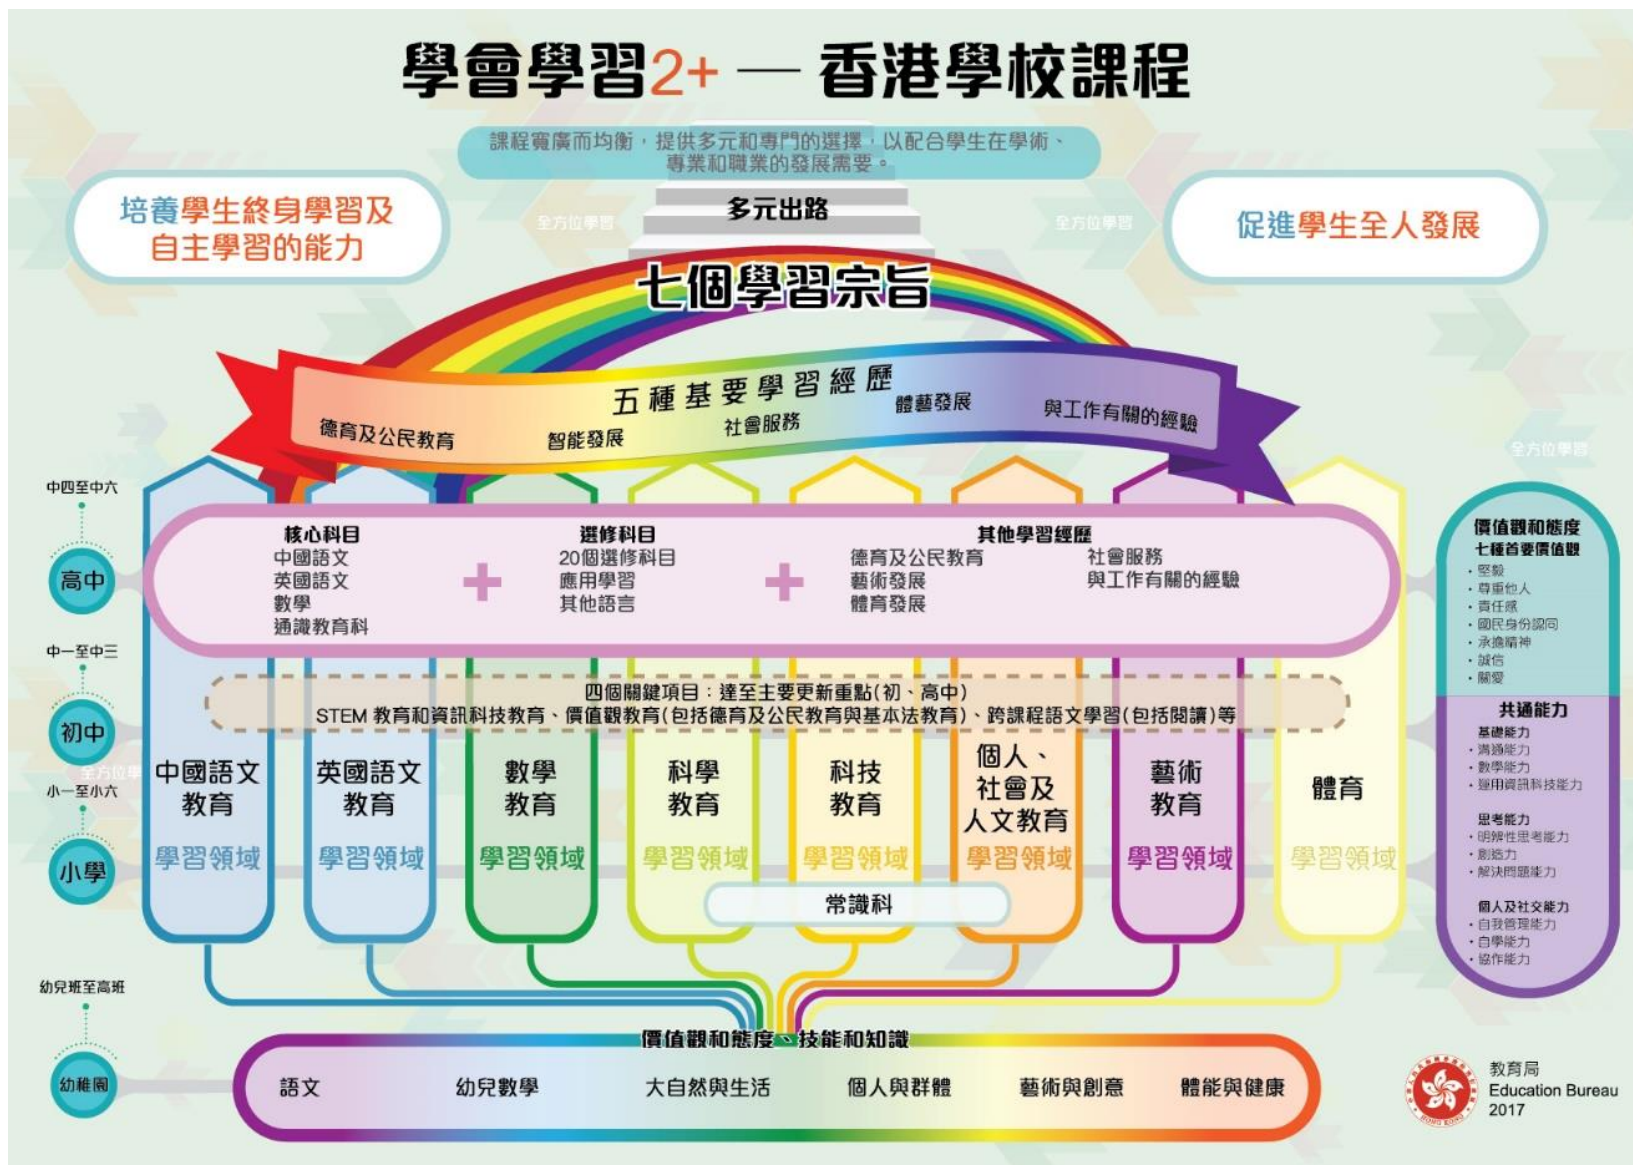 學會學習2+ — 香港學校課程
課程寬廣而均衡，提供多元和專門的選擇，以配合學生在學術、
專業和職業的發展需要。
培養學生終身學習及
自主學習的能力
全方位學習
多元出路
全方位學習
促進學生全人發展
七個學習宗旨
五種基要學習經歷
德育及公民教育
智能發展
社會服務
體藝發展
與工作有關的經驗
全方位學習
中四至中六
高中
核心科目
中國語文
英國語文
數學
通識教育科
+
選修科目
20個選修科目
應用學習
其他語言
+
其他學習經歷
德育及公民教育
藝術發展
體育發展
社會服務
與工作有關的經驗
中一至中三
初中
四個關鍵項目：達至主要更新重點(初、高中)
STEM 教育和資訊科技教育、價值觀教育(包括德育及公民教育與基本法教育)、跨課程語文學習(包括閱讀)等
全方位學
小一至小六
小學
中國語文
教育
學習領域
英國語文
教育
學習領域
數學
教育
學習領域
科學
教育
學習領域
科技
教育
學習領域
個人、
社會及
人文教育
學習領域
藝術
教育
學習領域
體育
學習領域
常識科
價值觀和態度
七種首要價值觀
・堅毅
・尊重他人
・責任感
・國民身份認同
・承擔精神
・誠信
・關愛
共通能力
基礎能力
・溝通能力
・數學能力
・運用資訊科技能力
思考能力
・明辨性思考能力
・創造力
・解決問題能力
個人及社交能力
・自我管理能力
・自學能力
・協作能力
幼兒班至高班
幼稚園
價值觀和態度、技能和知識
語文
幼兒數學
大自然與生活
個人與群體
藝術與創意
體能與健康
教育局
Education Bureau
2017